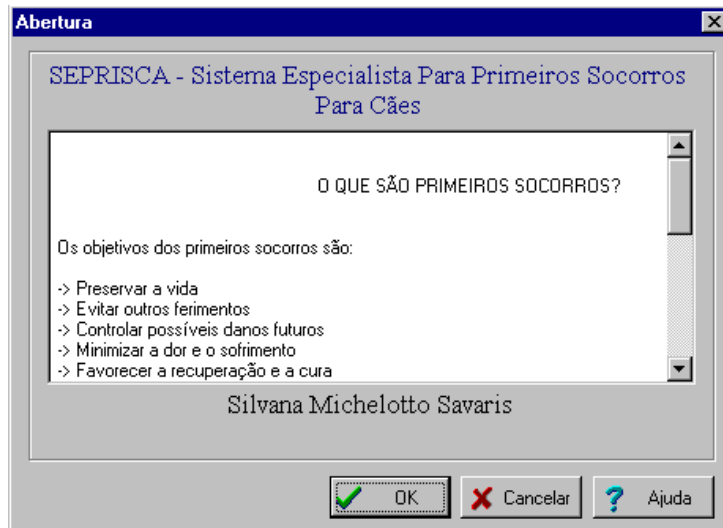 Abertura
SEPRISCA - Sistema Especialista Para Primeiros Socorros
Para Cães
O QUE SÃO PRIMEIROS SOCORROS?
Os objetivos dos primeiros socorros são:
-> Preservar a vida
-> Evitar outros ferimentos
-> Controlar possíveis danos futuros
-> Minimizar a dor e o sofrimento
-> Favorecer a recuperação e a cura
Silvana Michelotto Savaris
OK Cancelar Ajuda